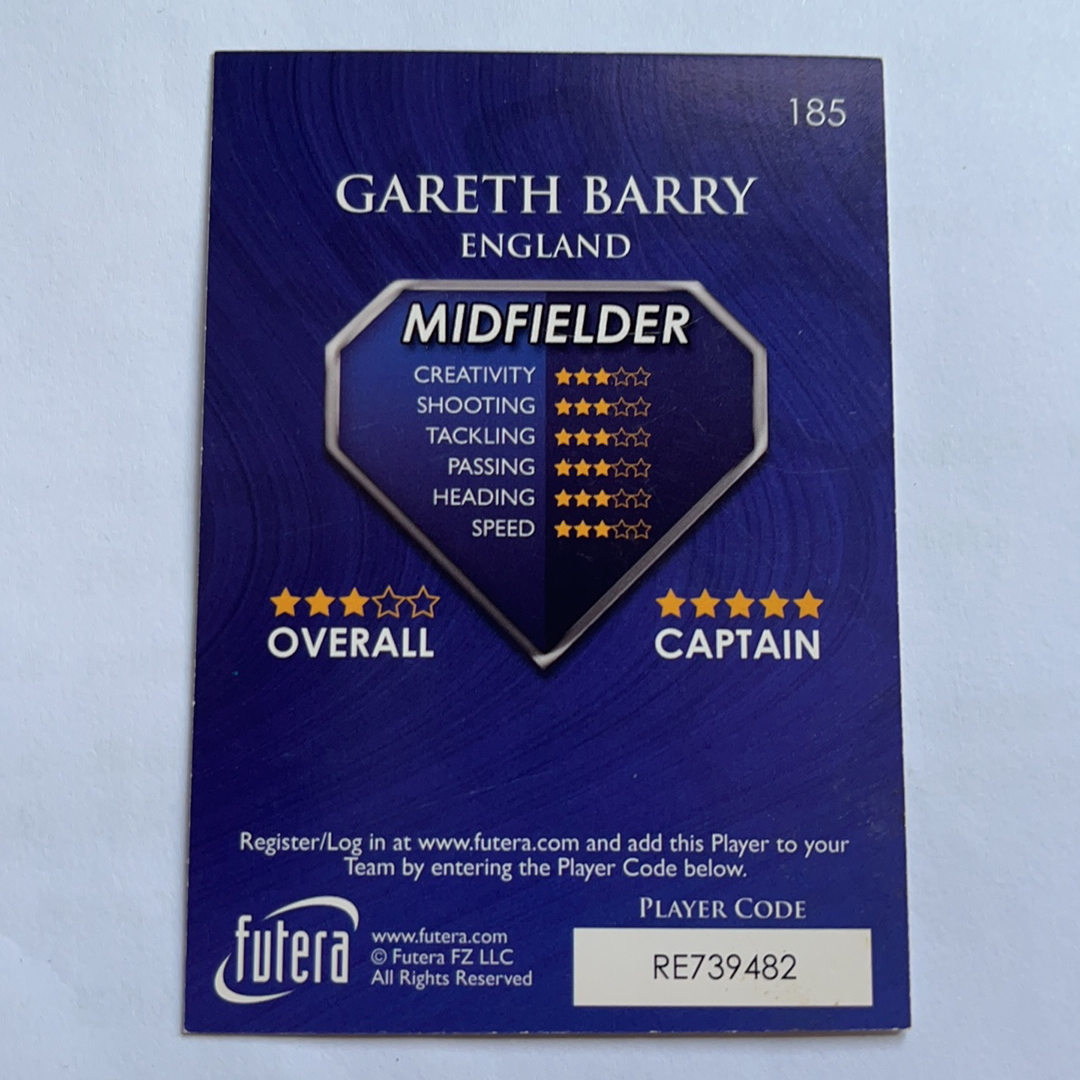 185
GARETH BARRY
ENGLAND
MIDFIELDER
CREATIVITY
SHOOTING
TACKLING
PASSING
HEADING
SPEED
OVERALL
CAPTAIN
Register/Log in at www.futera.com and add this Player to your
Team by entering the Player Code below.
PLAYER CODE
futera
www.futera.com
© Futera FZ LLC
All Rights Reserved
RE739482